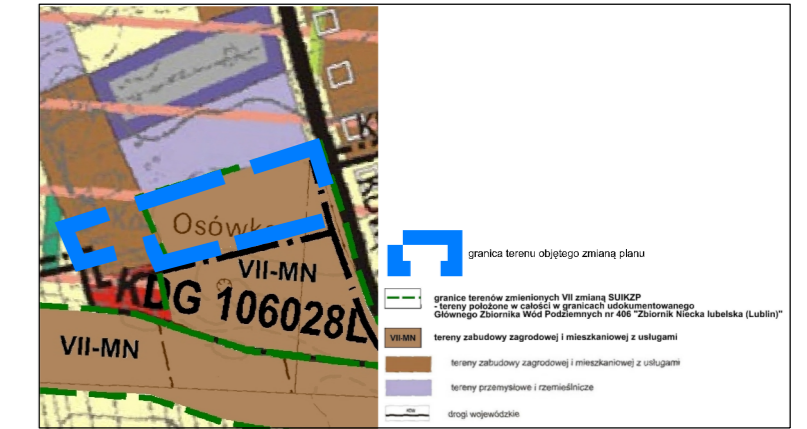 Osówka
VII-MN
KDG 106028L
VII-MN
granica terenu objętego zmianą planu
granice terenów zmienionych VII zmianą SUIKZP
- tereny położone w całości w granicach udokumentowanego
Głównego Zbiornika Wód Podziemnych nr 406 "Zbiornik Niecka lubelska (Lublin)"
VII-MN tereny zabudowy zagrodowej i mieszkaniowej z usługami
tereny zabudowy zagrodowej i mieszkaniowej z usługami
tereny przemysłowe i rzemieślnicze
drogi wojewódzkie